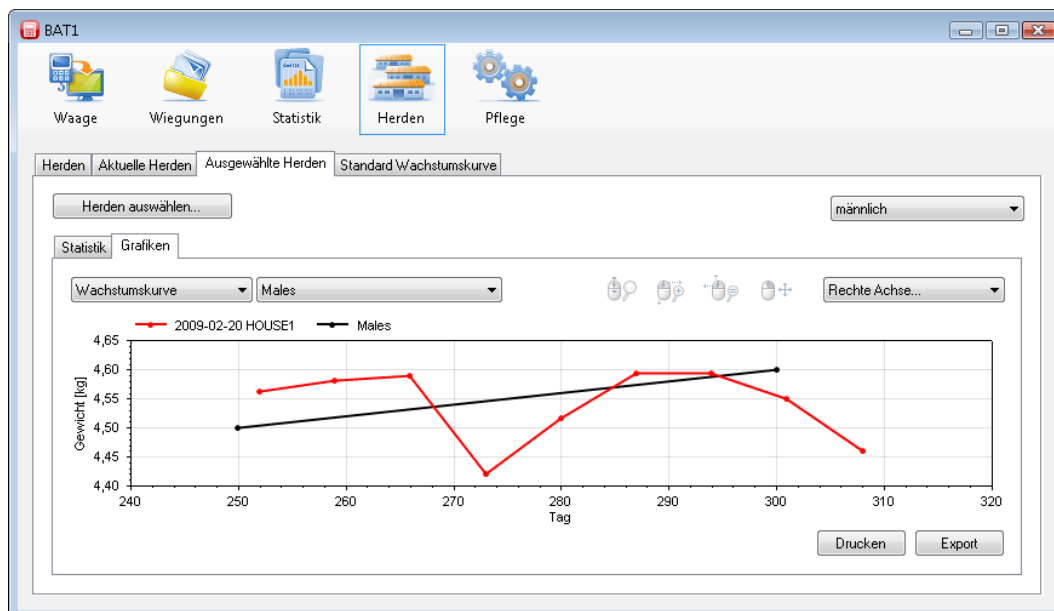 BAT1
Waage Wiegungen Statistik Herden Pflege
Herden Aktuelle Herden Ausgewählte Herden Standard Wachstumskurve
Herden auswählen... männlich
Statistik Grafiken
Wachstumskurve Males Rechte Achse...
2009-02-20 HOUSE1 Males
4,65
4,60
4,55
4,50
4,45
4,40
Gewicht [kg]
240 250 260 270 280 290 300 310 320
Tag
Drucken Export